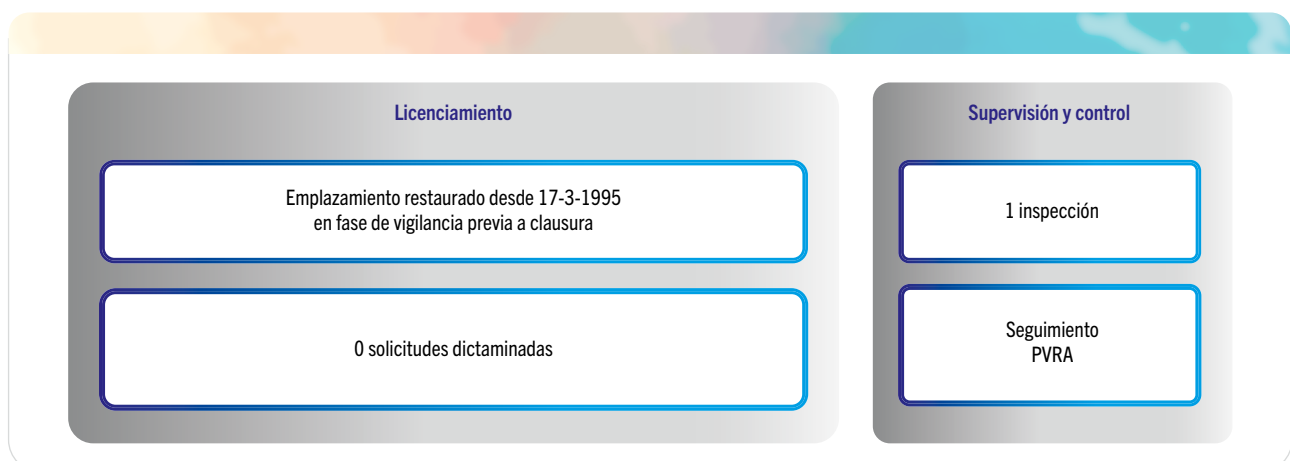 Licenciamiento
Emplazamiento restaurado desde 17-3-1995
en fase de vigilancia previa a clausura
0 solicitudes dictaminadas
Supervisión y control
1 inspección
Seguimiento
PVRA